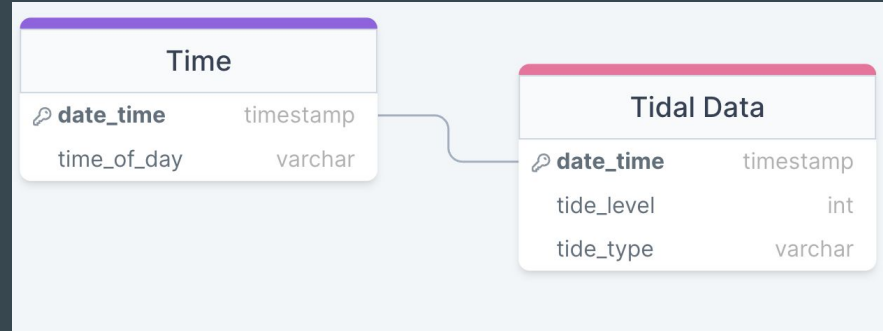 Time
date_time timestamp
time_of_day varchar
Tidal Data
date_time timestamp
tide_level int
tide_type varchar